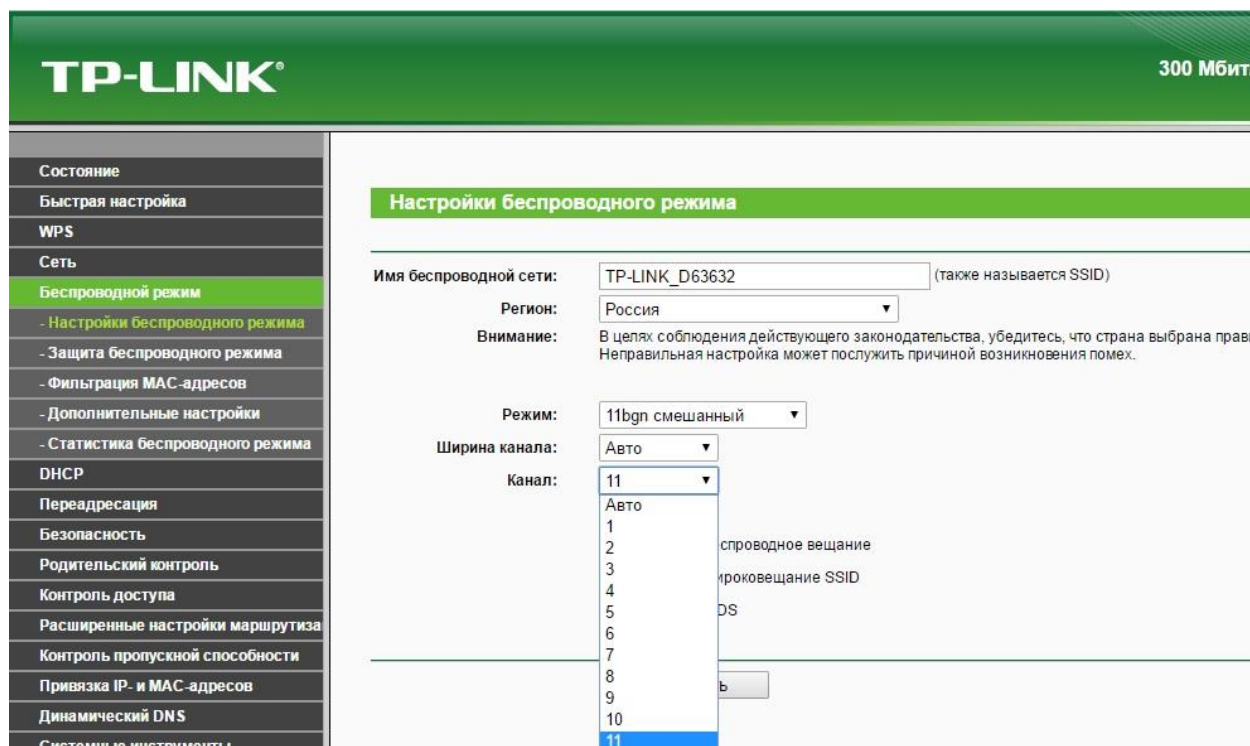 TP-LINK®
300 Мбит
Состояние
Быстрая настройка
WPS
Сеть
Беспроводной режим
- Настройки беспроводного режима
- Защита беспроводного режима
- Фильтрация MAC-адресов
- Дополнительные настройки
- Статистика беспроводного режима
DHCP
Переадресация
Безопасность
Родительский контроль
Контроль доступа
Расширенные настройки маршрутиза
Контроль пропускной способности
Привязка IP- и MAC-адресов
Динамический DNS
Системные инструменты
Настройки беспроводного режима
Имя беспроводной сети: TP-LINK_D63632 (также называется SSID)
Регион: Россия
Внимание: В целях соблюдения действующего законодательства, убедитесь, что страна выбрана прав
Неправильная настройка может послужить причиной возникновения помех.
Режим: 11bgn смешанный
Ширина канала: Авто
Канал: 11
Авто
1
2
спроводное вещание
3
ироковещание SSID
4
5
DS
6
7
8
ь
9
10
11